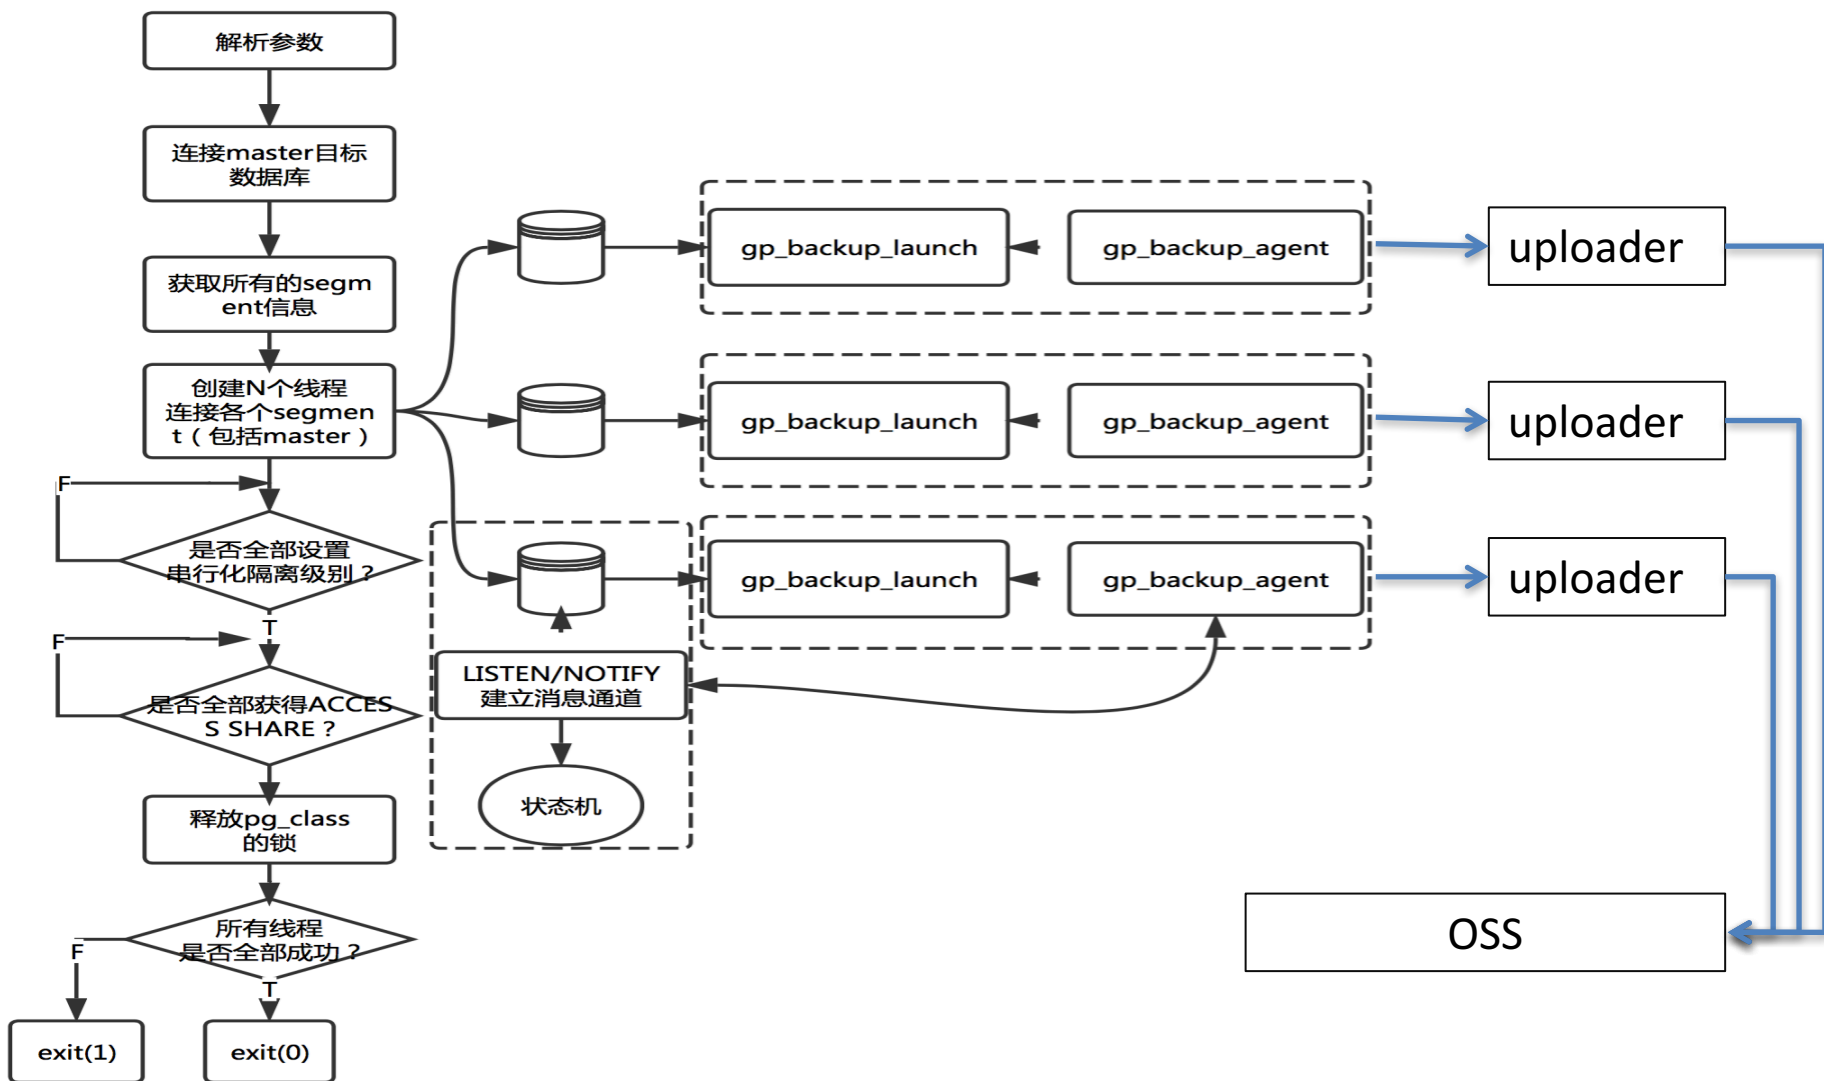 解析参数
连接master目标
数据库
获取所有的segm
ent信息
创建N个线程
连接各个segmen
t（包括master）
F
是否全部设置
串行化隔离级别？
T
F
是否全部获得ACCES
S SHARE？
释放pg_class
的锁
所有线程
是否全部成功？
F
T
exit(1)
exit(0)
gp_backup_launch
gp_backup_agent
uploader
gp_backup_launch
gp_backup_agent
uploader
gp_backup_launch
gp_backup_agent
uploader
LISTEN/NOTIFY
建立消息通道
状态机
OSS